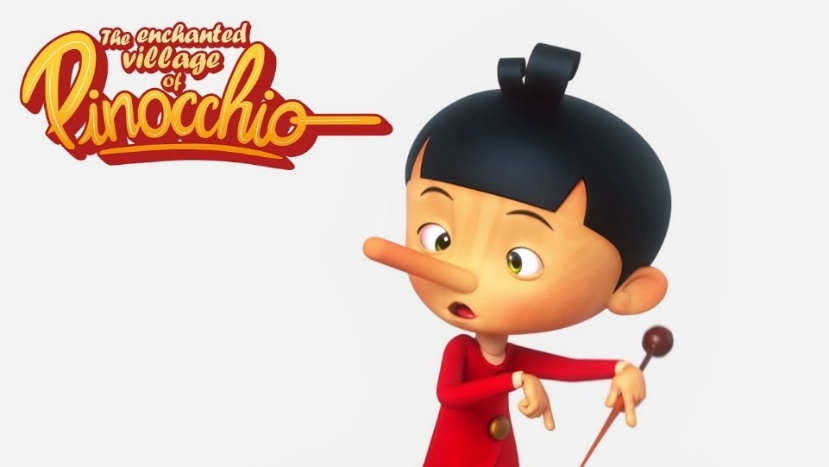 The enchanted
village
of
Pinocchio